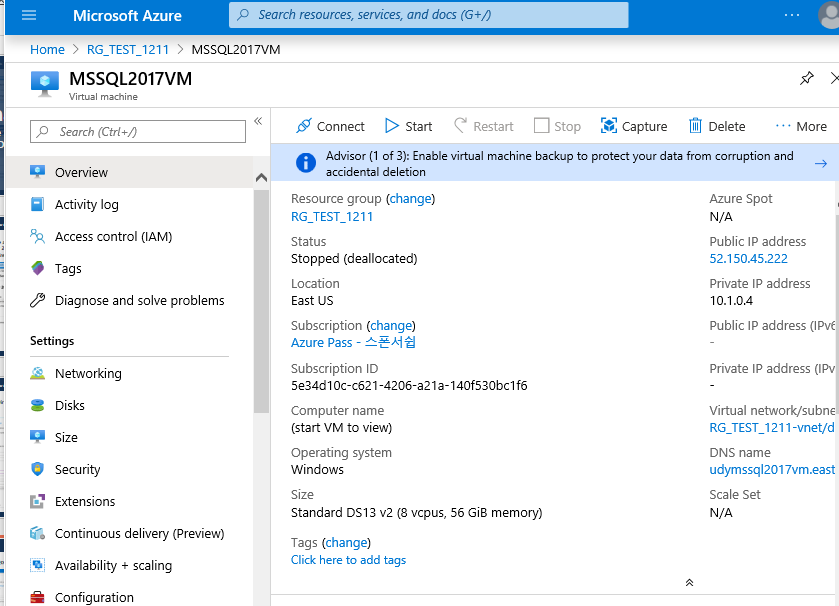 Microsoft Azure
Search resources, services, and docs (G+/)
Home > RG_TEST_1211 > MSSQL2017VM
MSSQL2017VM
Virtual machine
Search (Ctrl+/)
Overview
Activity log
Access control (IAM)
Tags
Diagnose and solve problems
Settings
Networking
Disks
Size
Security
Extensions
Continuous delivery (Preview)
Availability + scaling
Configuration
Connect
Start
Restart
Stop
Capture
Delete
More
Advisor (1 of 3): Enable virtual machine backup to protect your data from corruption and
accidental deletion
Resource group (change)
RG_TEST_1211
Status
Stopped (deallocated)
Location
East US
Subscription (change)
Azure Pass - 스폰서쉽
Subscription ID
5e34d10c-c621-4206-a21a-140f530bc1f6
Computer name
(start VM to view)
Operating system
Windows
Size
Standard DS13 v2 (8 vcpus, 56 GiB memory)
Tags (change)
Click here to add tags
Azure Spot
N/A
Public IP address
52.150.45.222
Private IP address
10.1.0.4
Public IP address (IPv6
-
Private IP address (IPv
-
Virtual network/subne
RG_TEST_1211-vnet/d
DNS name
udymssql2017vm.east
Scale Set
N/A